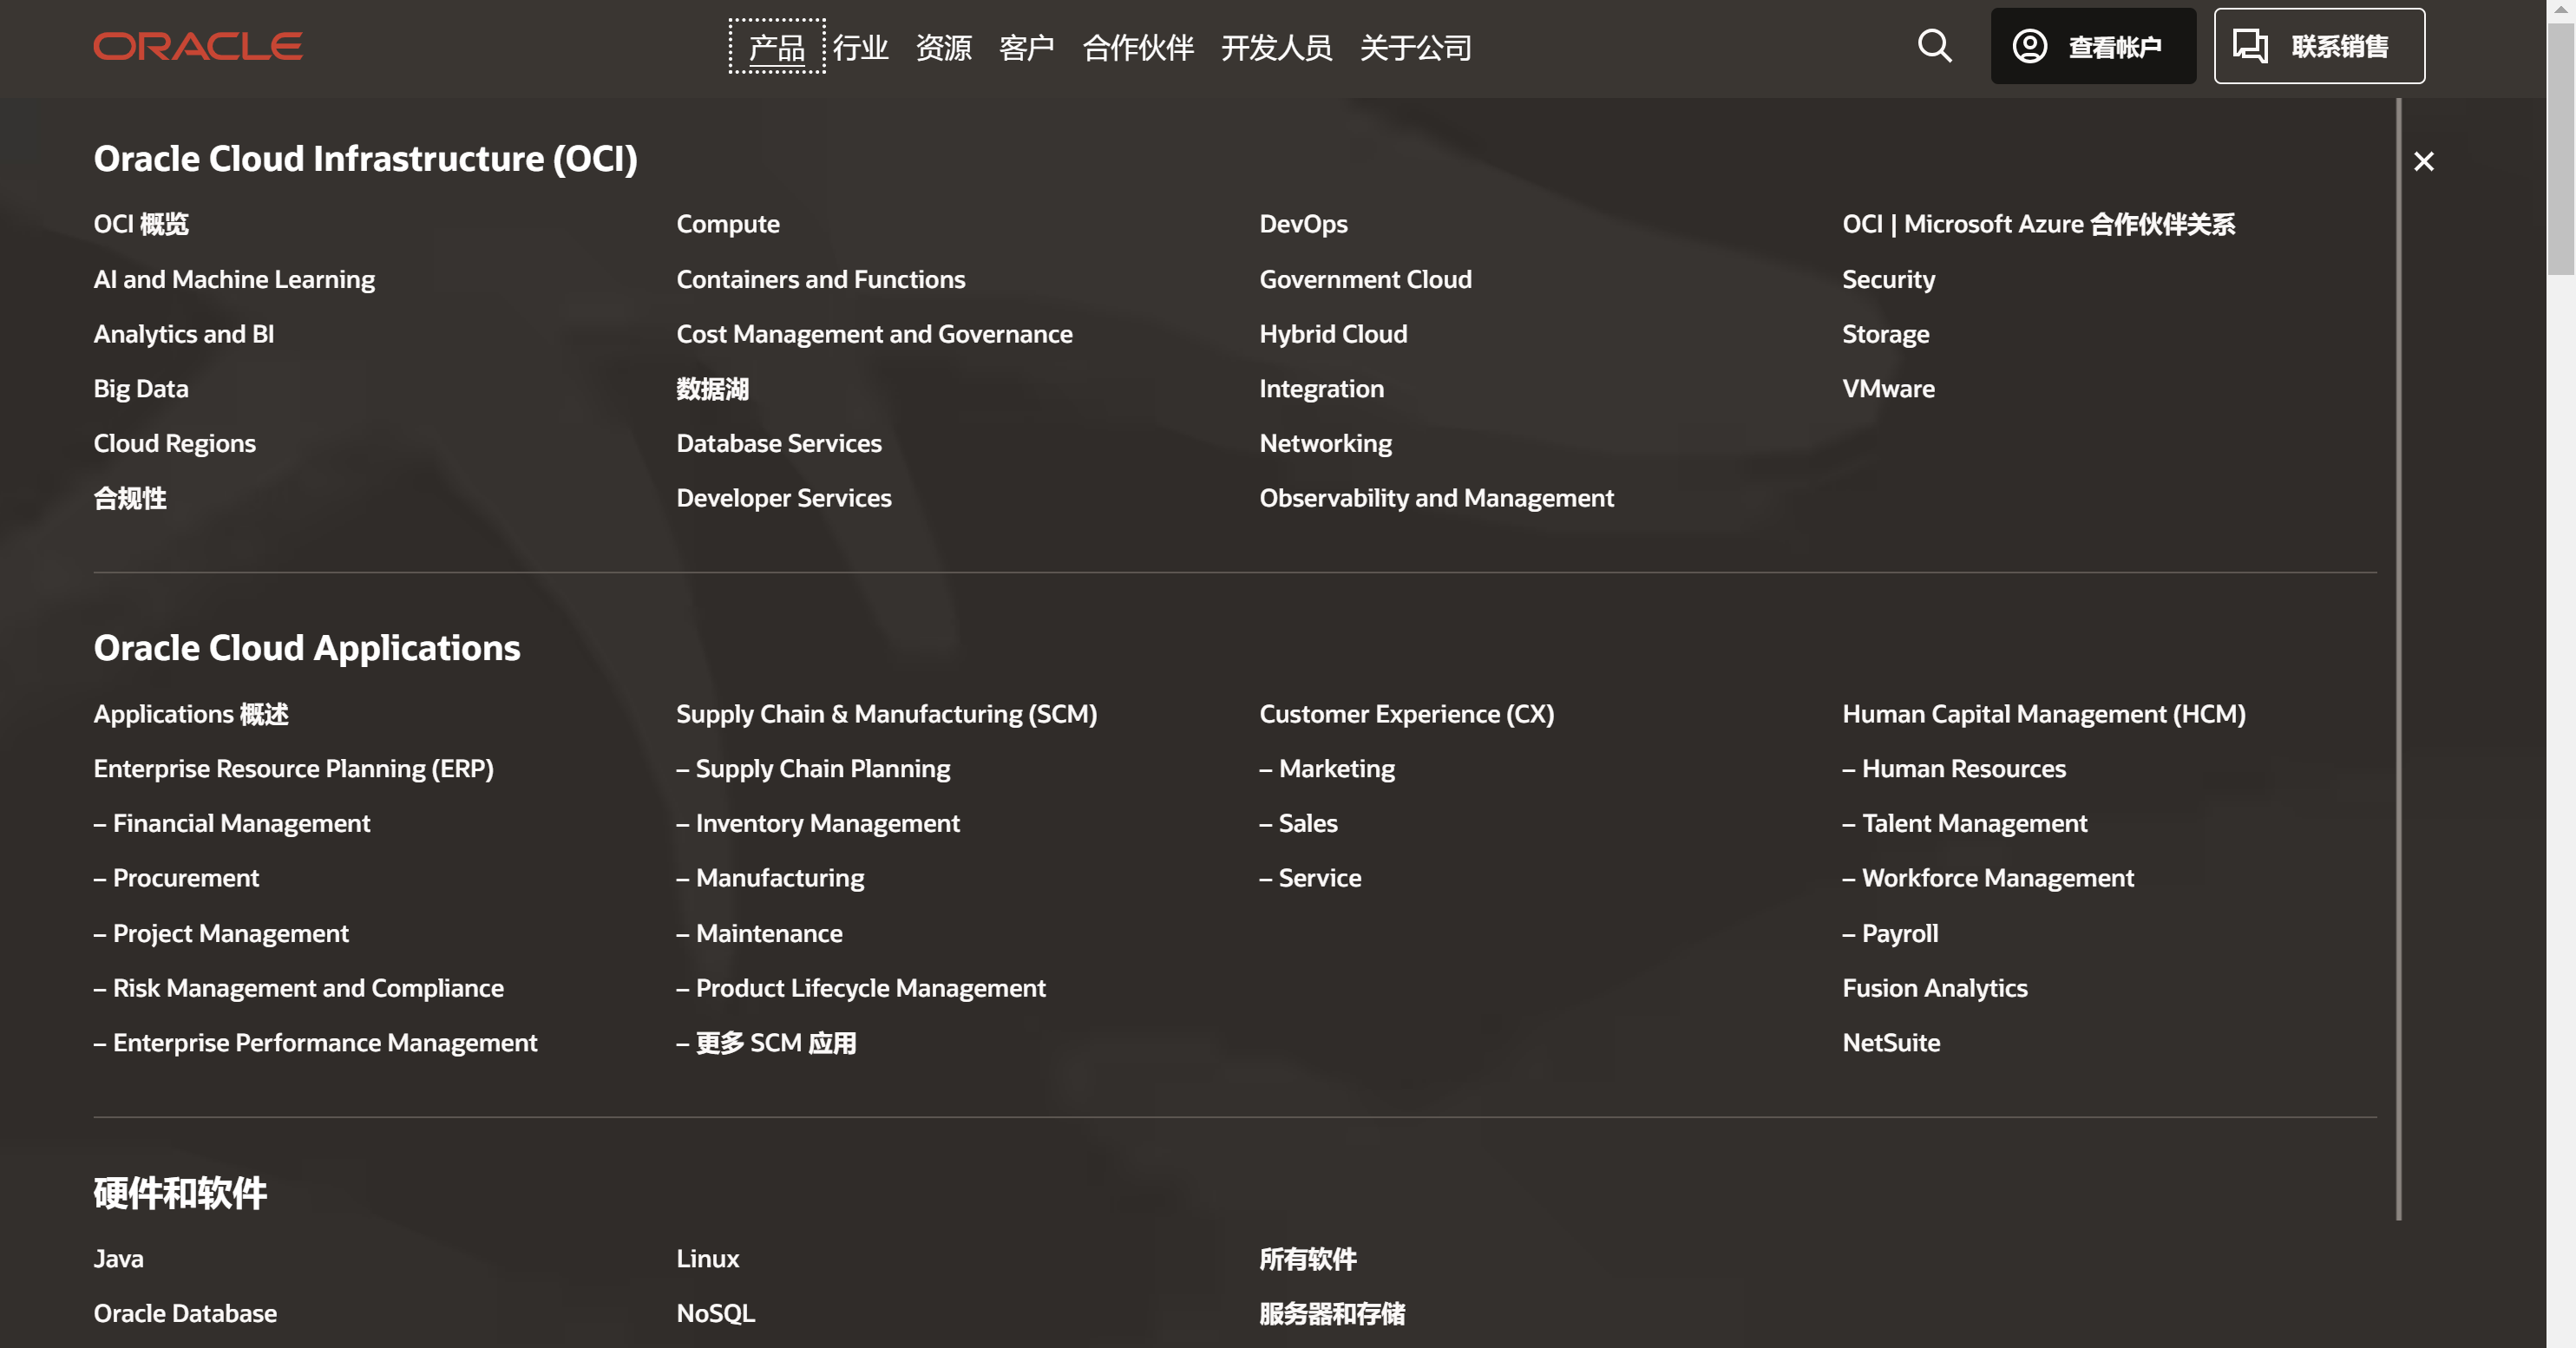 ORACLE
产品 行业 资源 客户 合作伙伴 开发人员 关于公司
查看帐户
联系销售
Oracle Cloud Infrastructure (OCI)
OCI 概览
AI and Machine Learning
Analytics and BI
Big Data
Cloud Regions
合规性
Compute
Containers and Functions
Cost Management and Governance
数据湖
Database Services
Developer Services
DevOps
Government Cloud
Hybrid Cloud
Integration
Networking
Observability and Management
OCI | Microsoft Azure 合作伙伴关系
Security
Storage
VMware
Oracle Cloud Applications
Applications 概述
Enterprise Resource Planning (ERP)
– Financial Management
– Procurement
– Project Management
– Risk Management and Compliance
– Enterprise Performance Management
Supply Chain & Manufacturing (SCM)
– Supply Chain Planning
– Inventory Management
– Manufacturing
– Maintenance
– Product Lifecycle Management
– 更多 SCM 应用
Customer Experience (CX)
– Marketing
– Sales
– Service
Human Capital Management (HCM)
– Human Resources
– Talent Management
– Workforce Management
– Payroll
Fusion Analytics
NetSuite
硬件和软件
Java
Oracle Database
Linux
NoSQL
所有软件
服务器和存储